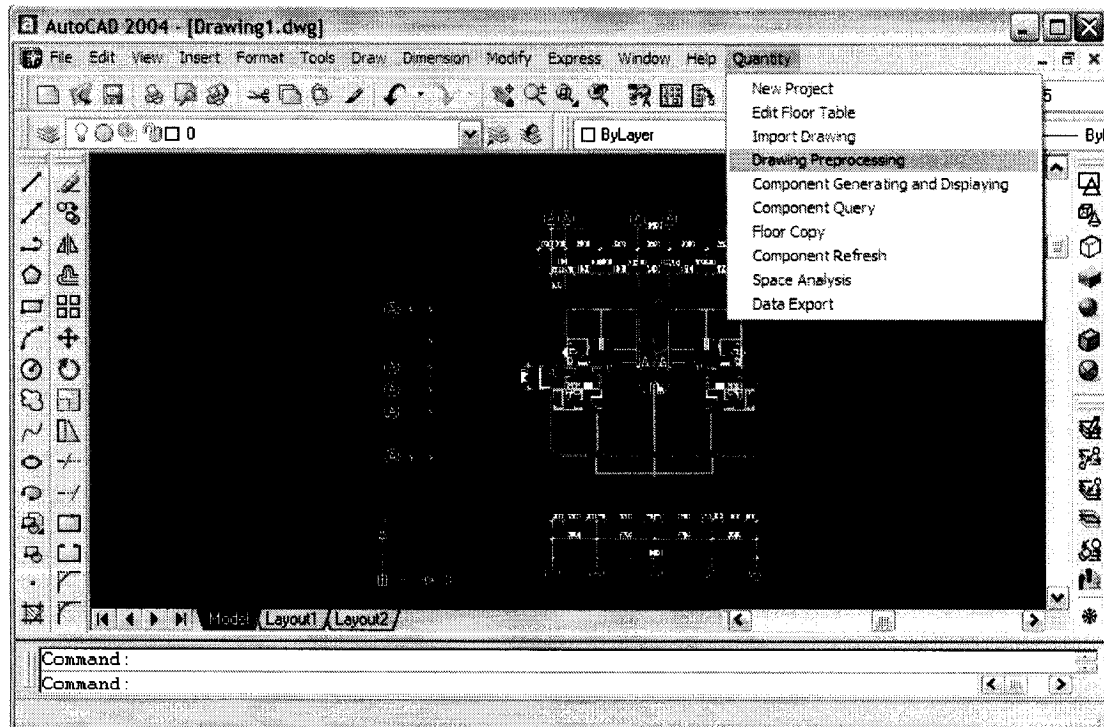 AutoCAD 2004 - [Drawing1.dwg]
File Edit View Insert Format Tools Draw Dimension Modify Express Window Help Quantity
New Project
5
Edit Floor Table
Import Drawing
0 ByLayer Byl
Drawing Preprocessing
Component Generating and Displaying
Component Query
Floor Copy
Component Refresh
Space Analysis
Data Export
Model Layout1 Layout2
Command:
Command: